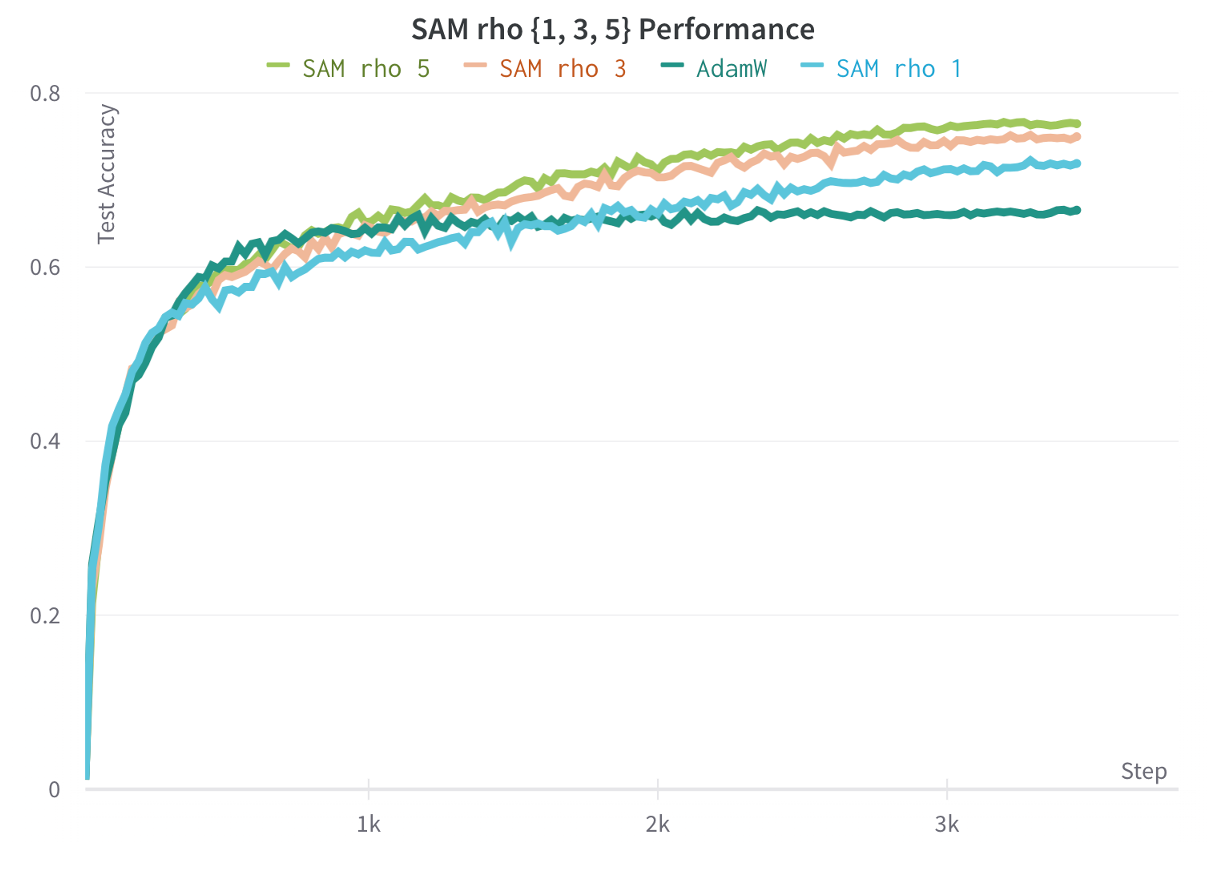 SAM rho {1, 3, 5} Performance
SAM rho 5 SAM rho 3 AdamW SAM rho 1
Test Accuracy
0.8
0.6
0.4
0.2
0
Step
1k 2k 3k